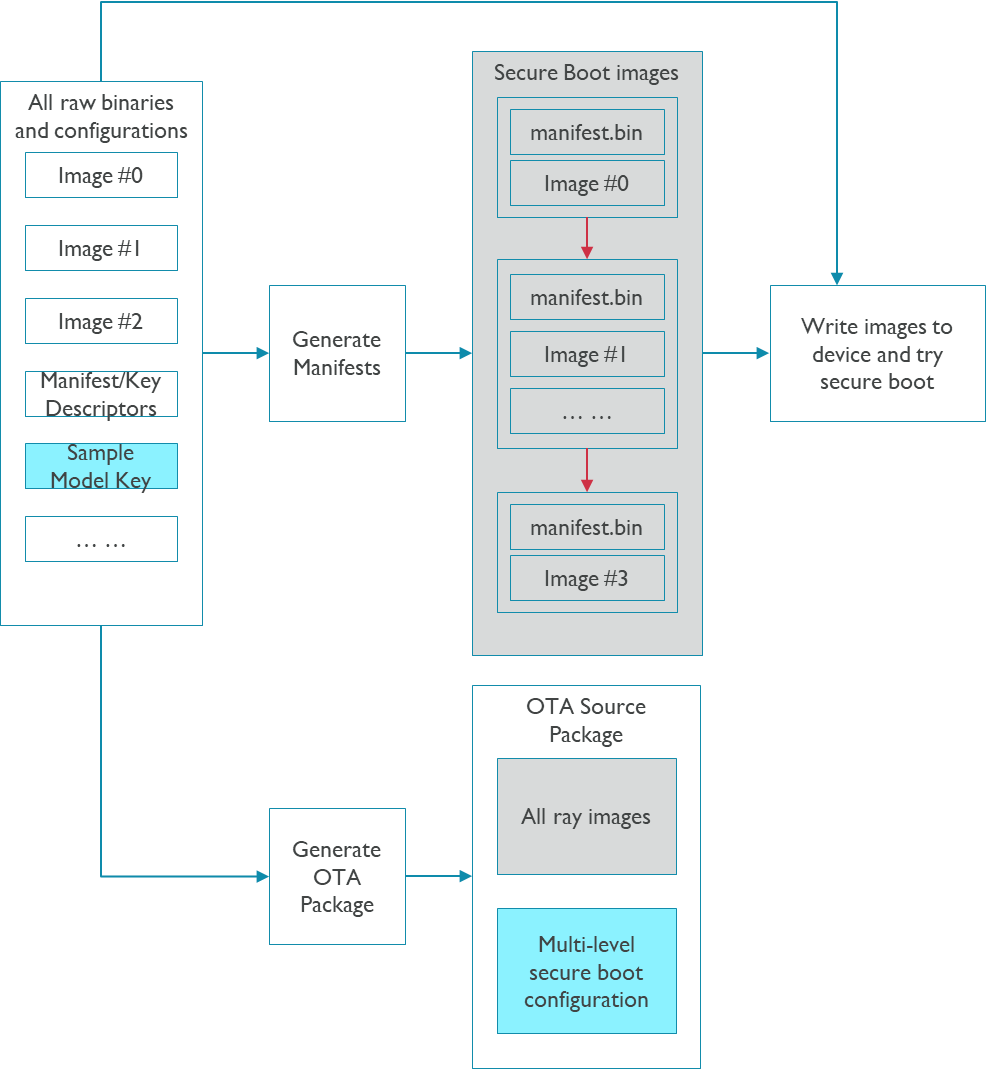 All raw binaries
and configurations
Image #0
Image #1
Image #2
Manifest/Key
Descriptors
Sample
Model Key
... ...
Generate
Manifests
Secure Boot images
manifest.bin
Image #0
manifest.bin
Image #1
... ...
manifest.bin
Image #3
Write images to
device and try
secure boot
Generate
OTA
Package
OTA Source
Package
All ray images
Multi-level
secure boot
configuration